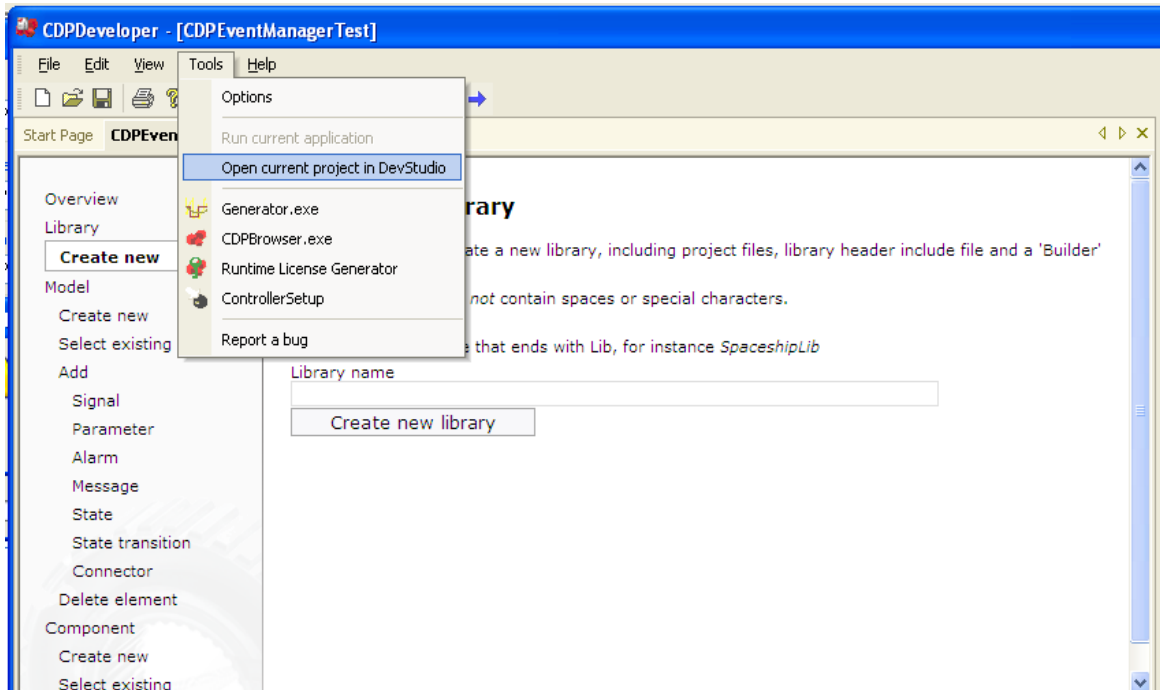 CDPDeveloper - [CDPEventManagerTest]
File Edit View Tools Help
Start Page CDPEven
Options
Run current application
Open current project in DevStudio
Generator.exe
CDPBrowser.exe
Runtime License Generator
ControllerSetup
Report a bug
Overview
Library
Create new
Model
Create new
Select existing
Add
Signal
Parameter
Alarm
Message
State
State transition
Connector
Delete element
Component
Create new
Select existing
rary
ate a new library, including project files, library header include file and a 'Builder'
not contain spaces or special characters.
that ends with Lib, for instance SpaceshipLib
Library name
Create new library